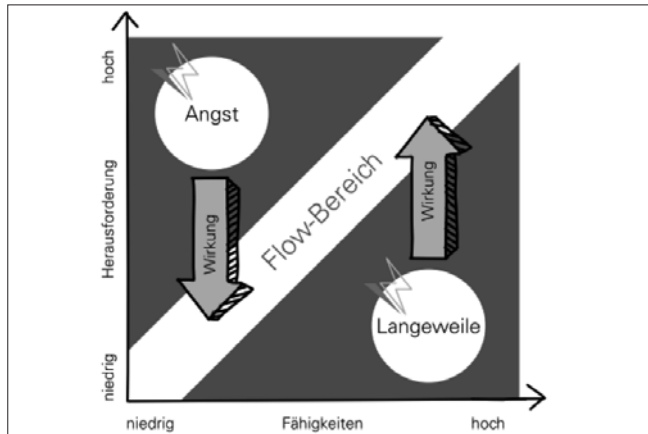 hoch
Herausforderung
niedrig
Angst
Wirkung
Flow-Bereich
Wirkung
Langeweile
niedrig
Fähigkeiten
hoch